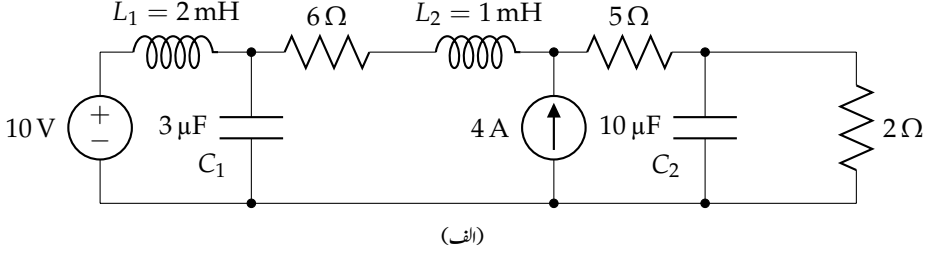 L₁ = 2 mH
6 Ω
L₂ = 1 mH
5 Ω
10 V
+
−
3 µF
C₁
4 A
10 µF
C₂
2 Ω
(الف)